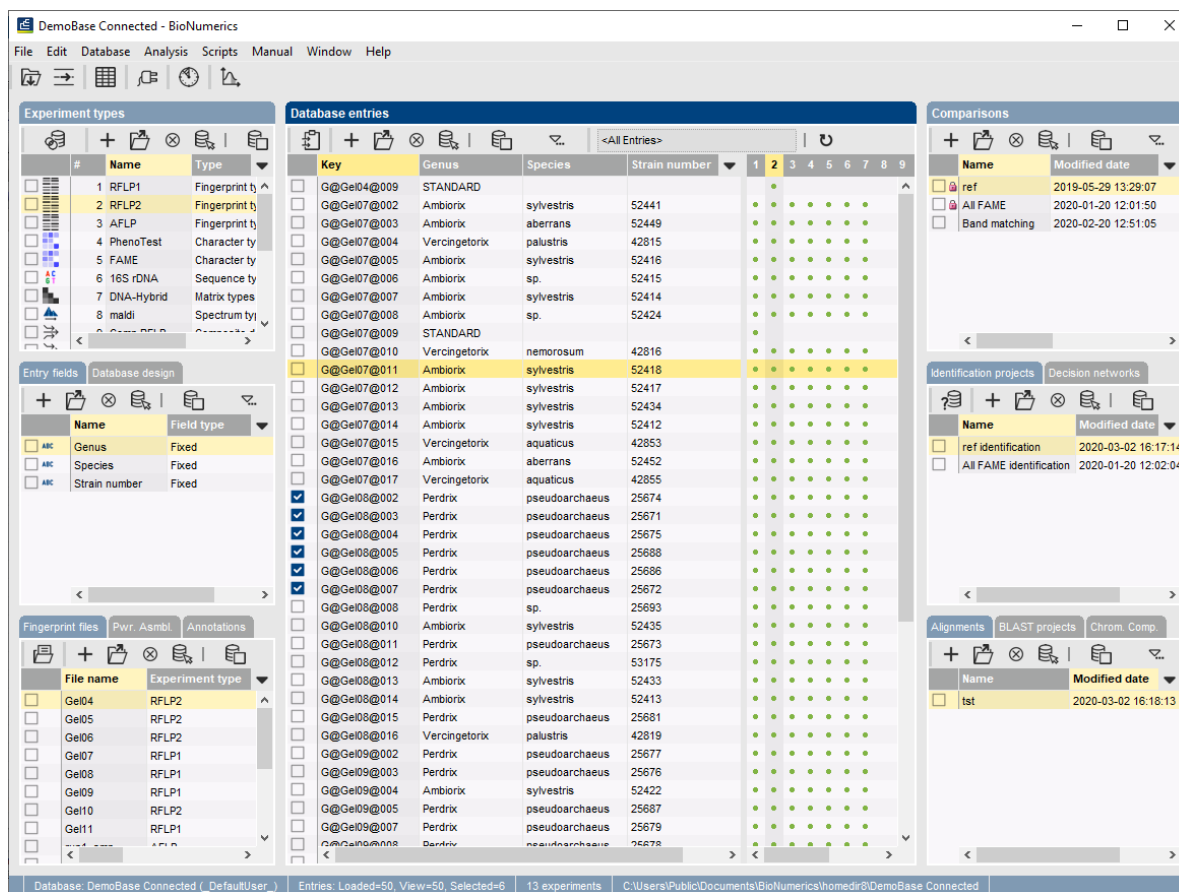 DemoBase Connected - BioNumerics
File Edit Database Analysis Scripts Manual Window Help
Experiment types
# Name Type
1 RFLP1 Fingerprint ty
2 RFLP2 Fingerprint ty
3 AFLP Fingerprint ty
4 PhenoTest Character ty
5 FAME Character ty
6 16S rDNA Sequence ty
7 DNA-Hybrid Matrix types
8 maldi Spectrum typ
Entry fields Database design
Name Field type
ABC Genus Fixed
ABC Species Fixed
ABC Strain number Fixed
Fingerprint files Pwr. Asmbl. Annotations
File name Experiment type
Gel04 RFLP2
Gel05 RFLP2
Gel06 RFLP2
Gel07 RFLP1
Gel08 RFLP1
Gel09 RFLP1
Gel10 RFLP2
Gel11 RFLP1
Database entries
<All Entries>
Key Genus Species Strain number 1 2 3 4 5 6 7 8 9
G@Gel04@009 STANDARD
G@Gel07@002 Ambiorix sylvestris 52441
G@Gel07@003 Ambiorix aberrans 52449
G@Gel07@004 Vercingetorix palustris 42815
G@Gel07@005 Ambiorix sylvestris 52416
G@Gel07@006 Ambiorix sp. 52415
G@Gel07@007 Ambiorix sylvestris 52414
G@Gel07@008 Ambiorix sp. 52424
G@Gel07@009 STANDARD
G@Gel07@010 Vercingetorix nemorosum 42816
G@Gel07@011 Ambiorix sylvestris 52418
G@Gel07@012 Ambiorix sylvestris 52417
G@Gel07@013 Ambiorix sylvestris 52434
G@Gel07@014 Ambiorix sylvestris 52412
G@Gel07@015 Vercingetorix aquaticus 42853
G@Gel07@016 Ambiorix aberrans 52452
G@Gel07@017 Vercingetorix aquaticus 42855
G@Gel08@002 Perdrix pseudoarchaeus 25674
G@Gel08@003 Perdrix pseudoarchaeus 25671
G@Gel08@004 Perdrix pseudoarchaeus 25675
G@Gel08@005 Perdrix pseudoarchaeus 25688
G@Gel08@006 Perdrix pseudoarchaeus 25686
G@Gel08@007 Perdrix pseudoarchaeus 25672
G@Gel08@008 Perdrix sp. 25693
G@Gel08@010 Ambiorix sylvestris 52435
G@Gel08@011 Perdrix pseudoarchaeus 25673
G@Gel08@012 Perdrix sp. 53175
G@Gel08@013 Ambiorix sylvestris 52433
G@Gel08@014 Ambiorix sylvestris 52413
G@Gel08@015 Perdrix pseudoarchaeus 25681
G@Gel08@016 Vercingetorix palustris 42819
G@Gel09@002 Perdrix pseudoarchaeus 25677
G@Gel09@003 Perdrix pseudoarchaeus 25676
G@Gel09@004 Ambiorix sylvestris 52422
G@Gel09@005 Perdrix pseudoarchaeus 25687
G@Gel09@007 Perdrix pseudoarchaeus 25679
G@Gel09@008 Perdrix pseudoarchaeus 25678
Comparisons
Name Modified date
ref 2019-05-29 13:29:07
All FAME 2020-01-20 12:01:50
Band matching 2020-02-20 12:51:05
Identification projects Decision networks
Name Modified date
ref identification 2020-03-02 16:17:14
All FAME identification 2020-01-20 12:02:04
Alignments BLAST projects Chrom. Comp.
Name Modified date
tst 2020-03-02 16:18:13
Database: DemoBase Connected (_DefaultUser_) Entries: Loaded=50, View=50, Selected=6 13 experiments C:\Users\Public\Documents\BioNumerics\homedir8\DemoBase Connected